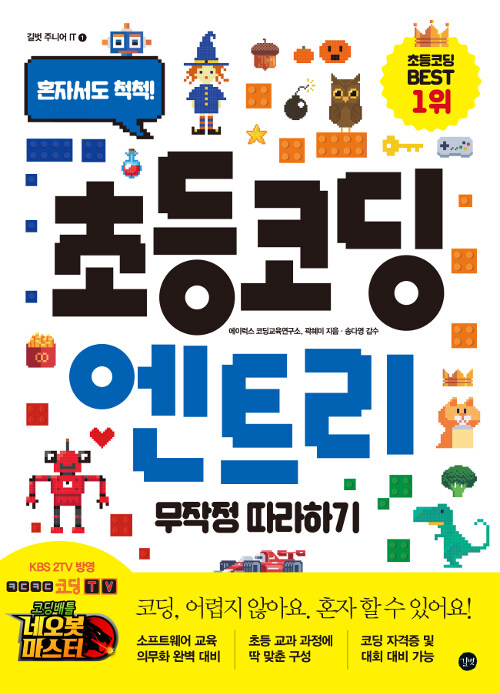 길벗 주니어 IT 1
혼자서도 척척!
초등코딩
BEST
1위
초등코딩
에이럭스 코딩교육연구소, 곽혜미 지음 · 송다영 감수
엔트리
무작정 따라하기
KBS 2TV 방영
ㅋㄷㅋㄷ 코딩 TV
코딩배틀
네오봇
마스터
코딩, 어렵지 않아요. 혼자 할 수 있어요!
소프트웨어 교육
의무화 완벽 대비
초등 교과 과정에
딱 맞춘 구성
코딩 자격증 및
대회 대비 가능
길벗